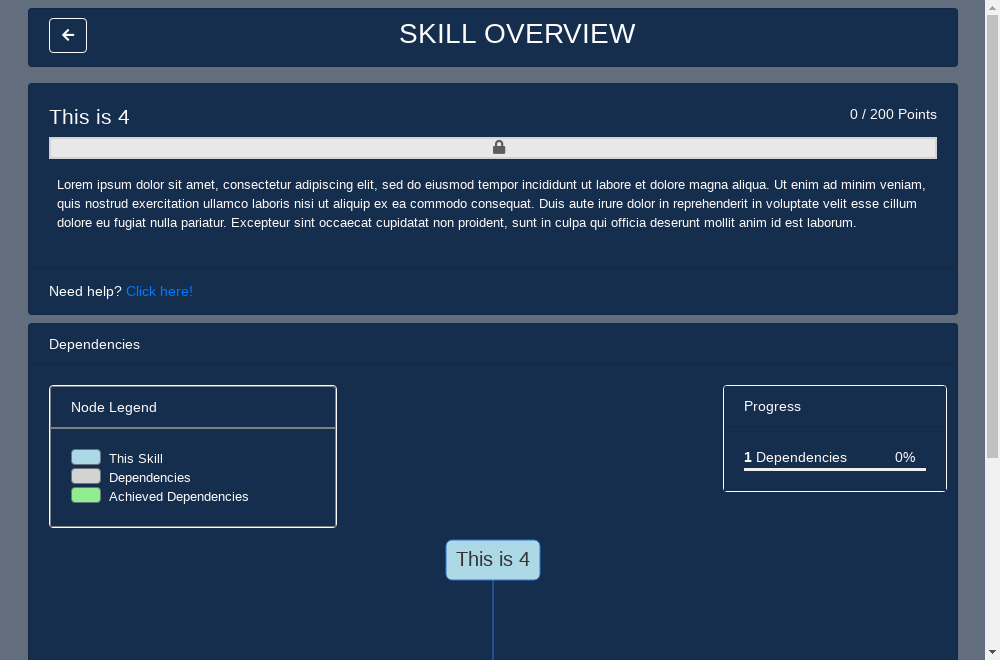 SKILL OVERVIEW
This is 4
0 / 200 Points
Lorem ipsum dolor sit amet, consectetur adipiscing elit, sed do eiusmod tempor incididunt ut labore et dolore magna aliqua. Ut enim ad minim veniam,
quis nostrud exercitation ullamco laboris nisi ut aliquip ex ea commodo consequat. Duis aute irure dolor in reprehenderit in voluptate velit esse cillum
dolore eu fugiat nulla pariatur. Excepteur sint occaecat cupidatat non proident, sunt in culpa qui officia deserunt mollit anim id est laborum.
Need help? Click here!
Dependencies
Node Legend
This Skill
Dependencies
Achieved Dependencies
Progress
1 Dependencies 0%
This is 4